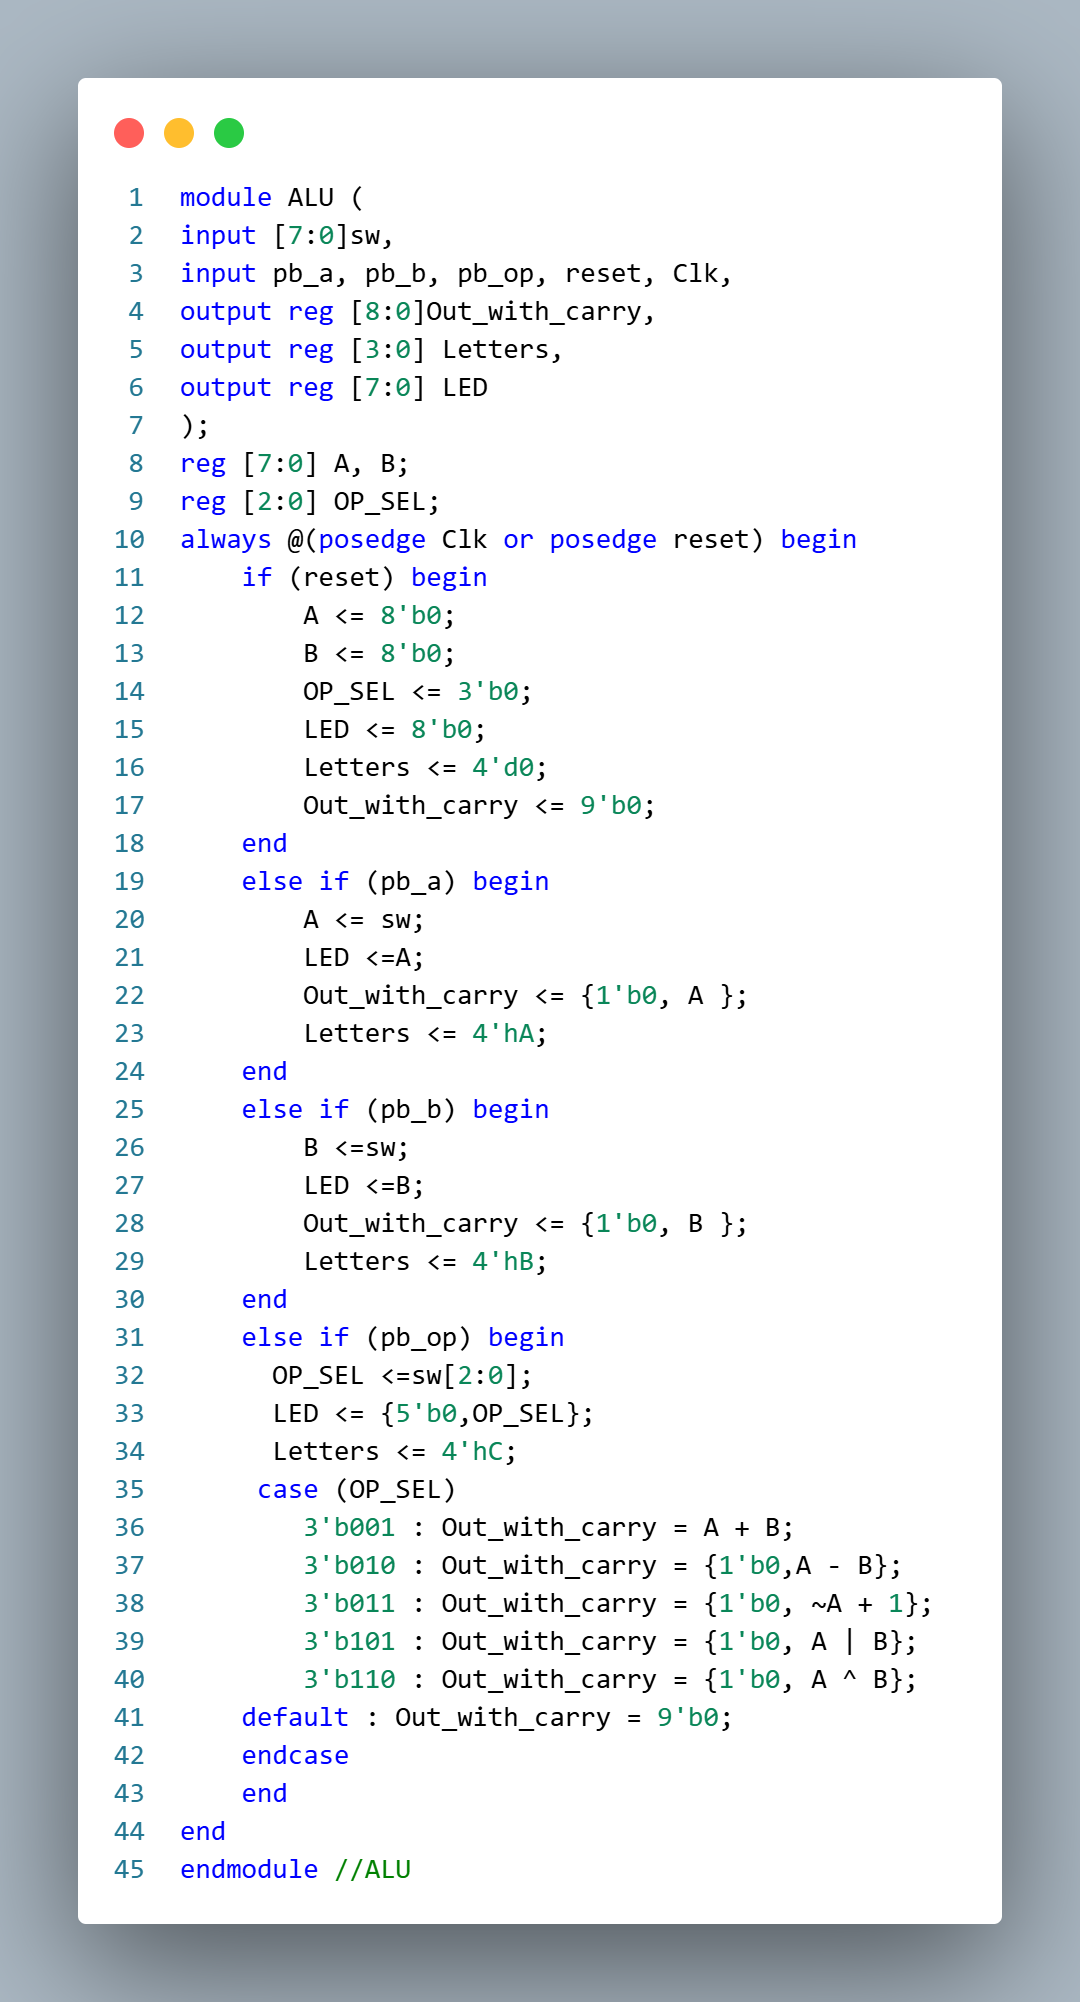 1 module ALU (
2 input [7:0]sw,
3 input pb_a, pb_b, pb_op, reset, Clk,
4 output reg [8:0]Out_with_carry,
5 output reg [3:0] Letters,
6 output reg [7:0] LED
7 );
8 reg [7:0] A, B;
9 reg [2:0] OP_SEL;
10 always @(posedge Clk or posedge reset) begin
11     if (reset) begin
12         A <= 8'b0;
13         B <= 8'b0;
14         OP_SEL <= 3'b0;
15         LED <= 8'b0;
16         Letters <= 4'd0;
17         Out_with_carry <= 9'b0;
18     end
19     else if (pb_a) begin
20         A <= sw;
21         LED <=A;
22         Out_with_carry <= {1'b0, A };
23         Letters <= 4'hA;
24     end
25     else if (pb_b) begin
26         B <=sw;
27         LED <=B;
28         Out_with_carry <= {1'b0, B };
29         Letters <= 4'hB;
30     end
31     else if (pb_op) begin
32       OP_SEL <=sw[2:0];
33       LED <= {5'b0,OP_SEL};
34       Letters <= 4'hC;
35      case (OP_SEL)
36         3'b001 : Out_with_carry = A + B;
37         3'b010 : Out_with_carry = {1'b0,A - B};
38         3'b011 : Out_with_carry = {1'b0, ~A + 1};
39         3'b101 : Out_with_carry = {1'b0, A | B};
40         3'b110 : Out_with_carry = {1'b0, A ^ B};
41     default : Out_with_carry = 9'b0;
42     endcase
43     end
44 end
45 endmodule //ALU